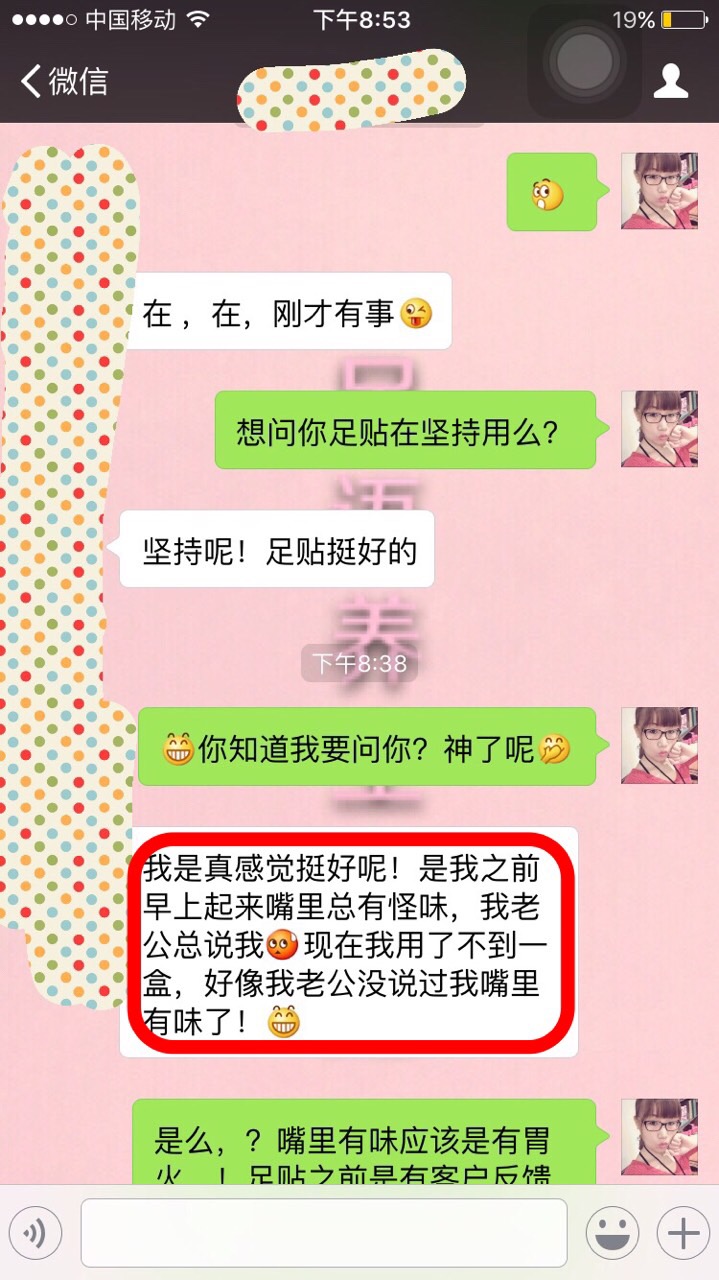 中国移动
下午8:53
19%
微信
在，在，刚才有事
想问你足贴在坚持用么？
坚持呢！足贴挺好的
下午8:38
你知道我要问你？神了呢
我是真感觉挺好呢！是我之前
早上起来嘴里总有怪味，我老
公总说我现在我用了不到一
盒，好像我老公没说过我嘴里
有味了！
是么，？嘴里有味应该是有胃
火，！足贴之前是有客户反馈